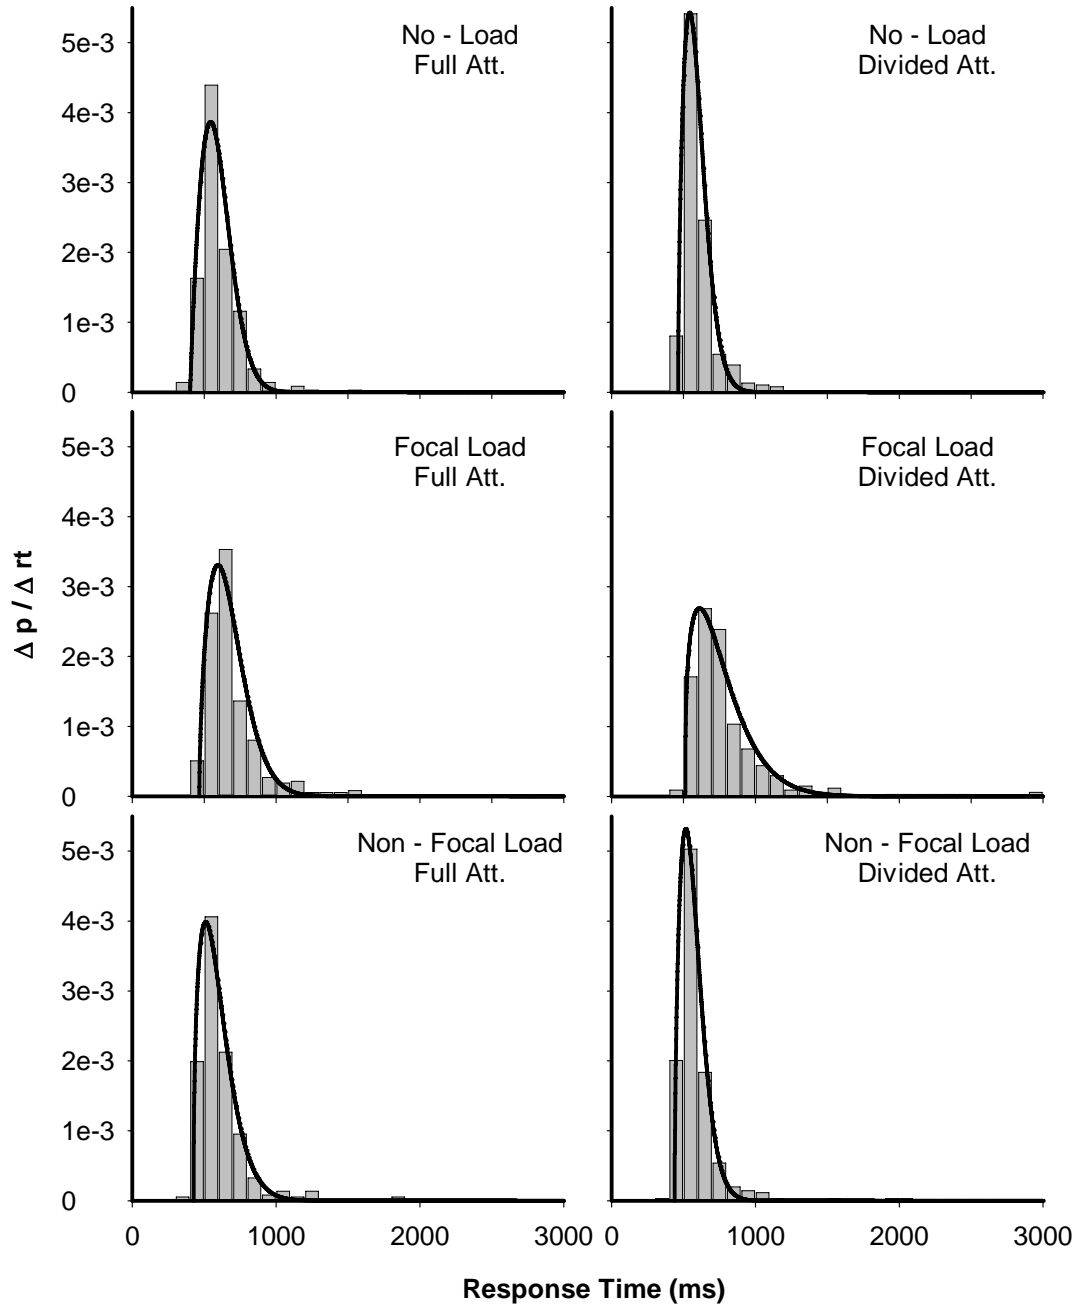 No - Load
Full Att.
No - Load
Divided Att.
5e-3
4e-3
3e-3
2e-3
1e-3
0
Focal Load
Full Att.
Focal Load
Divided Att.
5e-3
4e-3
3e-3
2e-3
1e-3
0
Δ p / Δ rt
Non - Focal Load
Full Att.
Non - Focal Load
Divided Att.
5e-3
4e-3
3e-3
2e-3
1e-3
0
0 1000 2000 3000
0 1000 2000 3000
Response Time (ms)